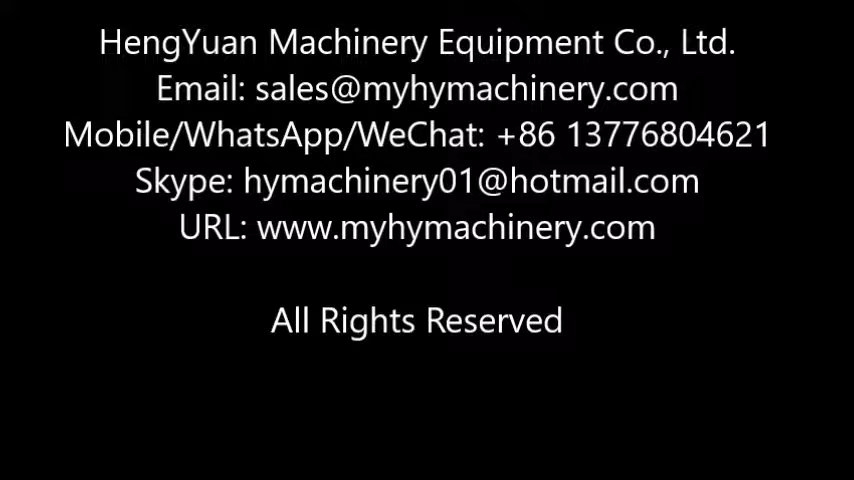 HengYuan Machinery Equipment Co., Ltd.
Email: sales@myhymachinery.com
Mobile/WhatsApp/WeChat: +86 13776804621
Skype: hymachinery01@hotmail.com
URL: www.myhymachinery.com
All Rights Reserved